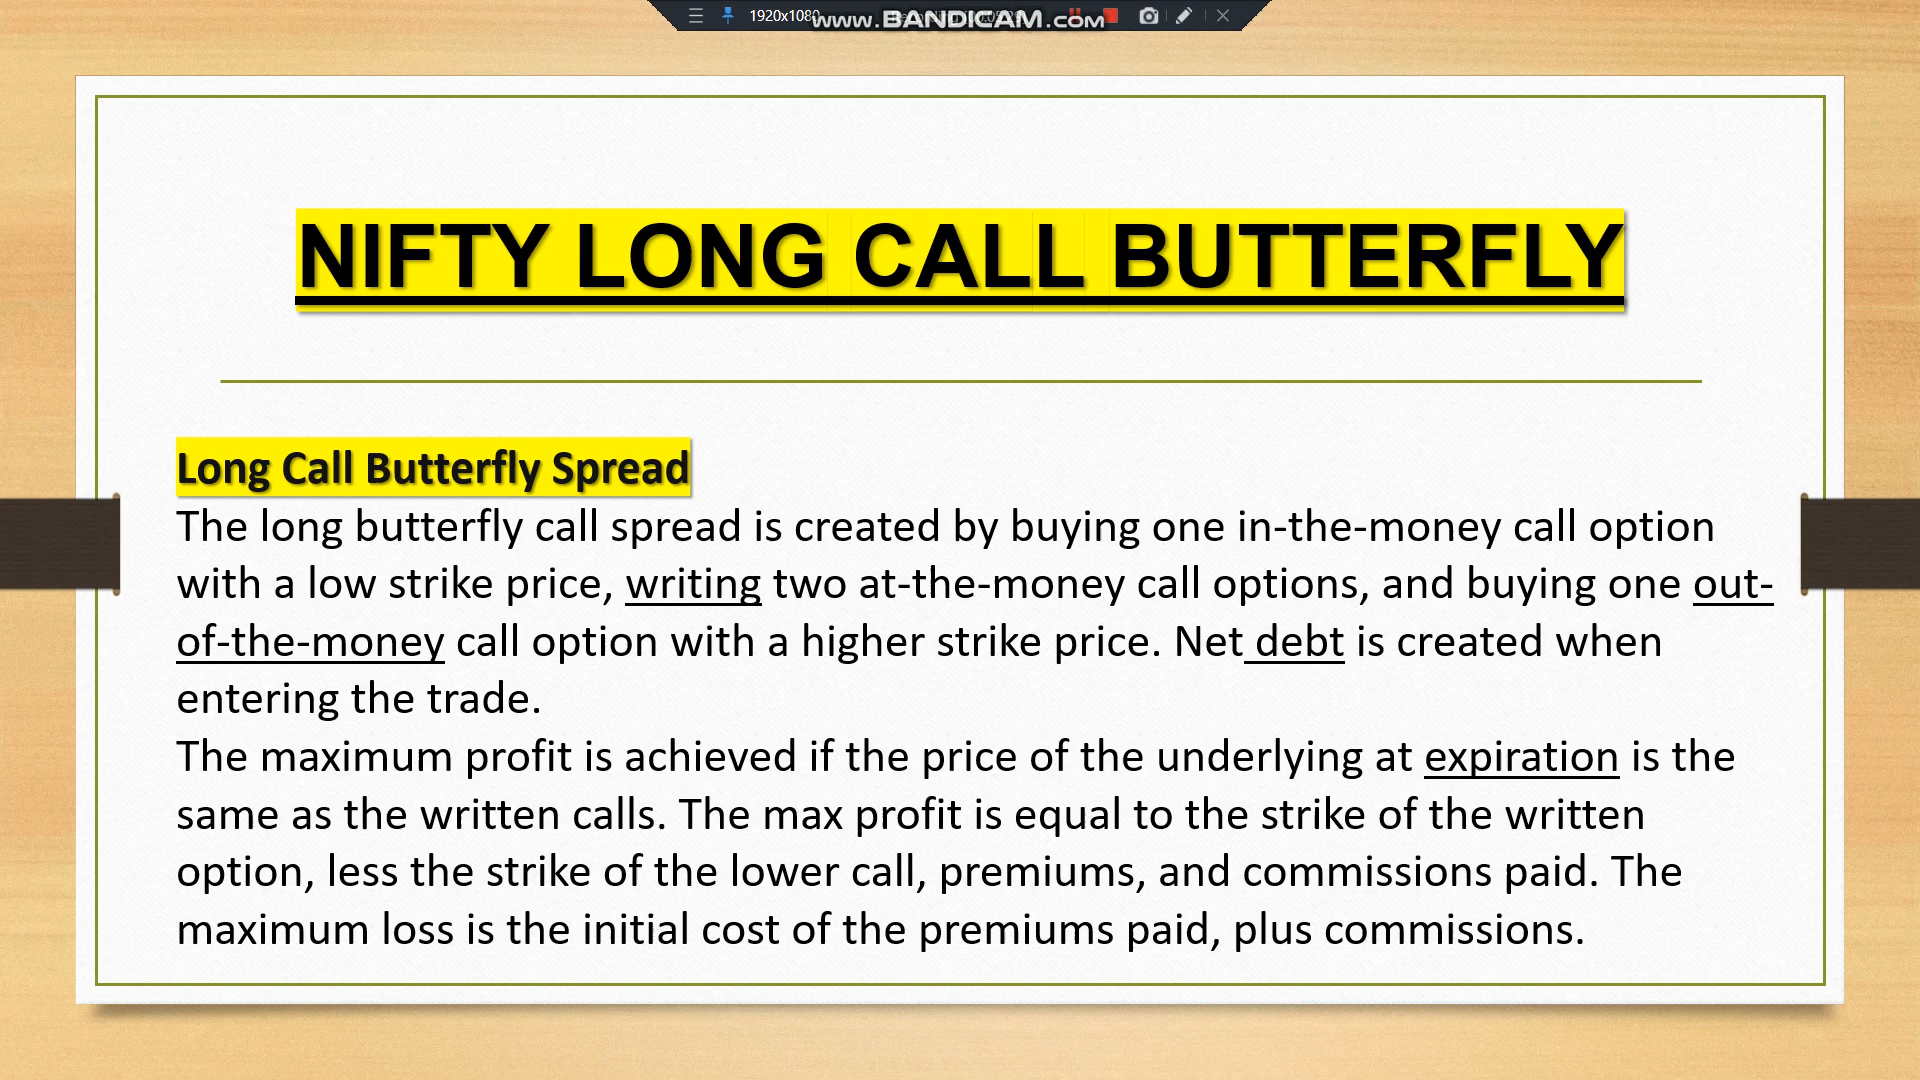 1920x1080
www.BANDICAM.com
NIFTY LONG CALL BUTTERFLY
Long Call Butterfly Spread
The long butterfly call spread is created by buying one in-the-money call option
with a low strike price, writing two at-the-money call options, and buying one out-
of-the-money call option with a higher strike price. Net debt is created when
entering the trade.
The maximum profit is achieved if the price of the underlying at expiration is the
same as the written calls. The max profit is equal to the strike of the written
option, less the strike of the lower call, premiums, and commissions paid. The
maximum loss is the initial cost of the premiums paid, plus commissions.